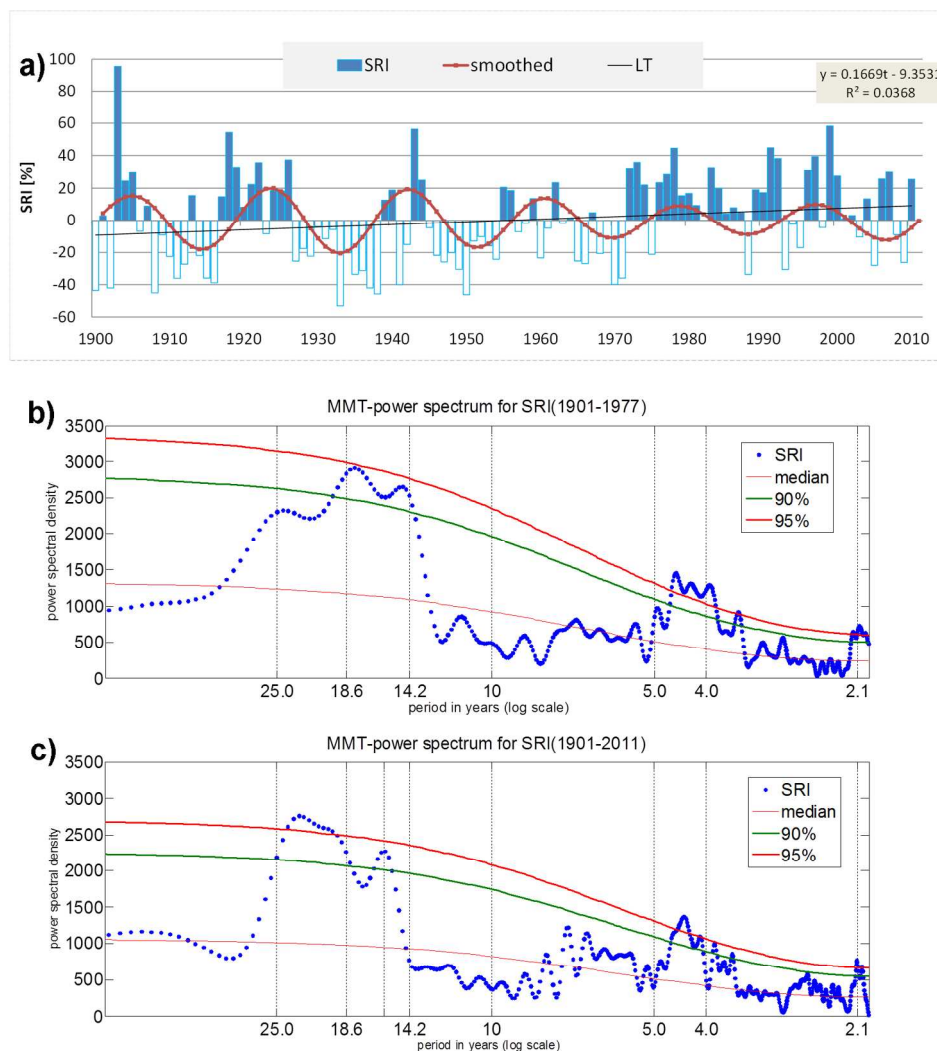 a)
SRI smoothed LT
y = 0.1669t - 9.3531
R² = 0.0368
SRI [%]
100
80
60
40
20
0
-20
-40
-60
1900 1910 1920 1930 1940 1950 1960 1970 1980 1990 2000 2010
b)
MMT-power spectrum for SRI(1901-1977)
power spectral density
3500
3000
2500
2000
1500
1000
500
0
SRI
median
90%
95%
25.0 18.6 14.2 10 5.0 4.0 2.1
period in years (log scale)
c)
MMT-power spectrum for SRI(1901-2011)
power spectral density
3500
3000
2500
2000
1500
1000
500
0
SRI
median
90%
95%
25.0 18.6 14.2 10 5.0 4.0 2.1
period in years (log scale)